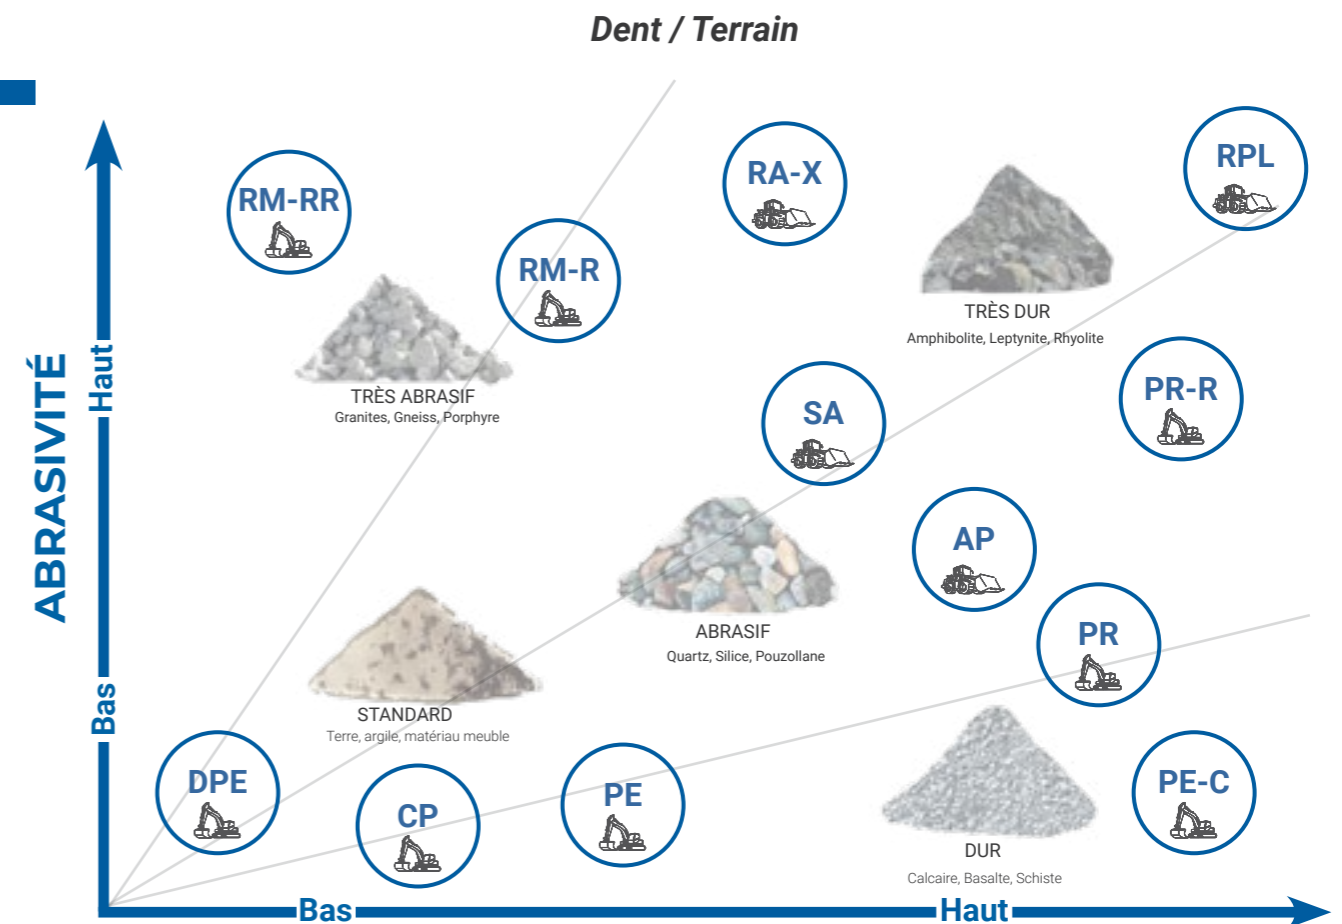 Dent / Terrain
RPL
RA-X
RM-RR
RM-R
TRÈS DUR
Amphibolite, Leptynite, Rhyolite
ABRASIVITÉ
Haut
TRÈS ABRASIF
Granites, Gneiss, Porphyre
PR-R
SA
AP
ABRASIF
Quartz, Silice, Pouzollane
PR
Bas
STANDARD
Terre, argile, matériau meuble
DPE
CP
PE
PE-C
DUR
Calcaire, Basalte, Schiste
Bas
Haut